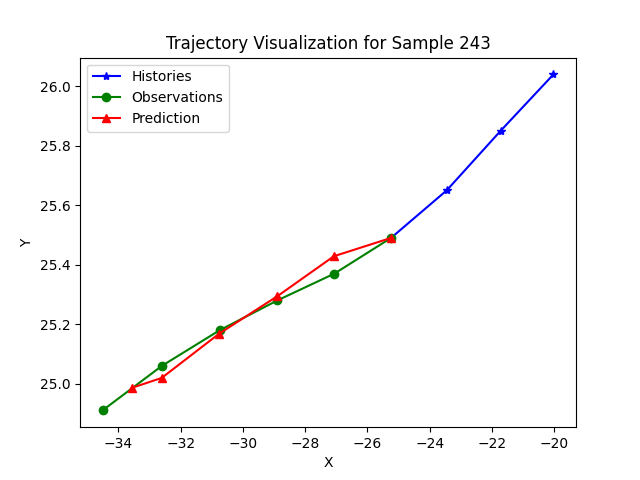 Trajectory Visualization for Sample 243
Histories
Observations
Prediction
26.0
25.8
25.6
25.4
25.2
25.0
Y
−34 −32 −30 −28 −26 −24 −22 −20
X